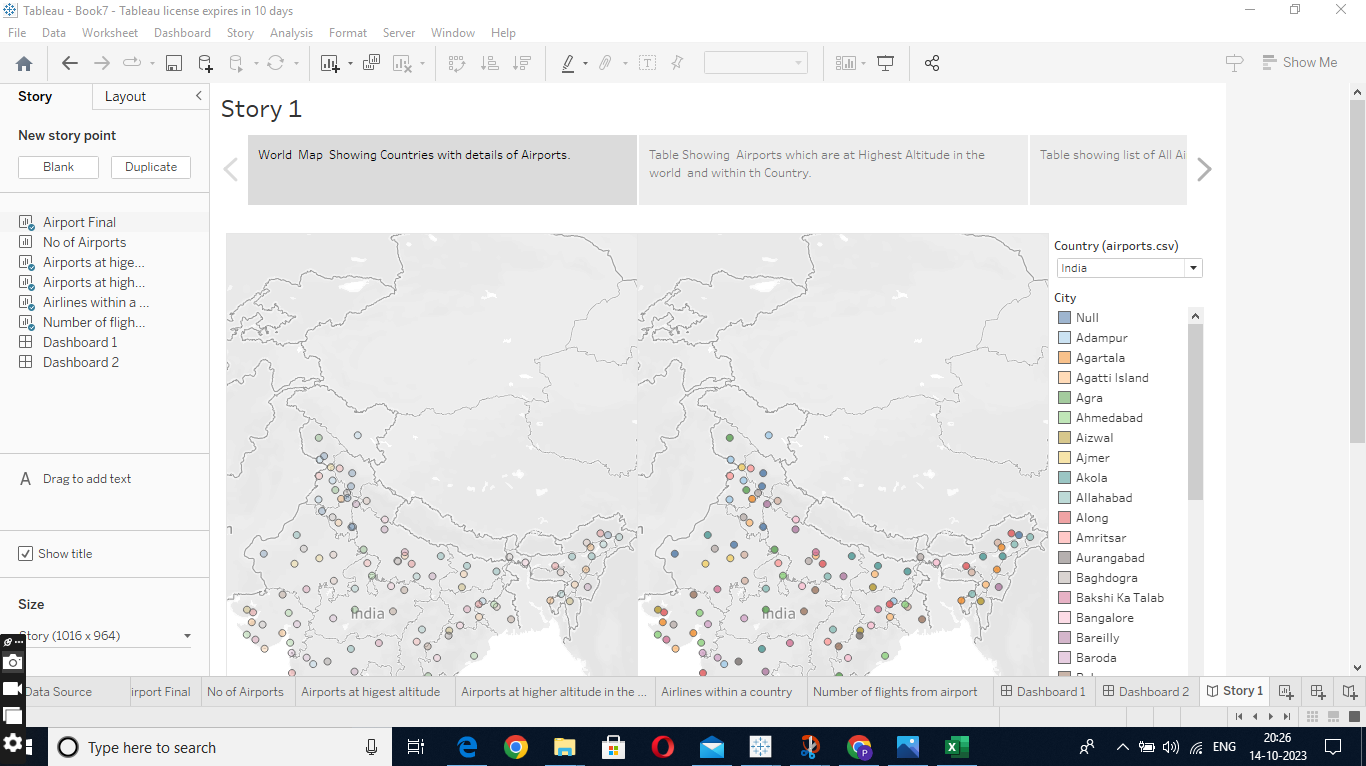 Tableau - Book7 - Tableau license expires in 10 days
File Data Worksheet Dashboard Story Analysis Format Server Window Help
Show Me
Story Layout
New story point
Blank Duplicate
Airport Final
No of Airports
Airports at hige...
Airports at high...
Airlines within a ...
Number of fligh...
Dashboard 1
Dashboard 2
A Drag to add text
Show title
Size
Story (1016 x 964)
Story 1
World Map Showing Countries with details of Airports.
Table Showing Airports which are at Highest Altitude in the
world and within th Country.
Table showing list of All Ai
India
India
Country (airports.csv)
India
City
Null
Adampur
Agartala
Agatti Island
Agra
Ahmedabad
Aizwal
Ajmer
Akola
Allahabad
Along
Amritsar
Aurangabad
Baghdogra
Bakshi Ka Talab
Bangalore
Bareilly
Baroda
Data Source irport Final No of Airports Airports at higest altitude Airports at higher altitude in the ... Airlines within a country Number of flights from airport Dashboard 1 Dashboard 2 Story 1
Type here to search
ENG
20:26
14-10-2023